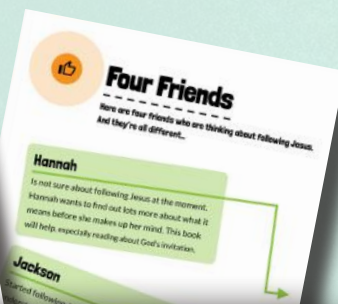 Four Friends
Here are four friends who are thinking about following Jesus.
And they're all different...
Hannah
Is not sure about following Jesus at the moment.
Hannah wants to find out lots more about what it
means before she makes up her mind. This book
will help, especially reading about God's invitation.
Jackson
Started following